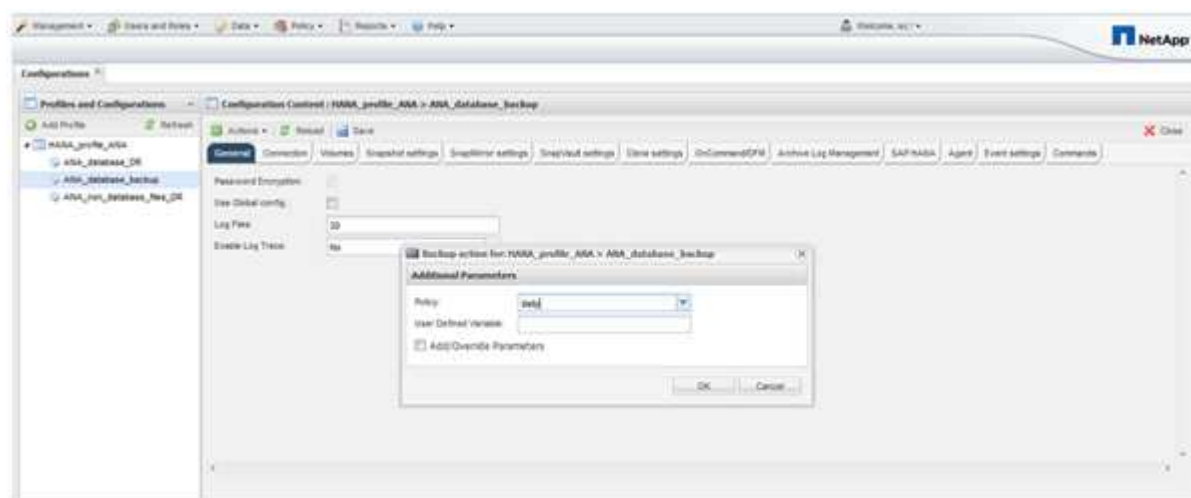 Management Users and Roles Data Policy Reports Help Welcome,
NetApp
Configurations
Profiles and Configurations
Configuration Content : HANA_profile_ANA > ANA_database_backup
Add Profile Refresh
Actions Reload Save Close
HANA_profile_ANA
ANA_database_DR
ANA_database_backup
ANA_non_database_files_DR
General Connection Volumes Snapshot settings SnapMirror settings SnapVault settings Clone settings OnCommand/DFM Archive Log Management SAP HANA Agent Event settings Commands
Password Encryption:
Use Global config:
Log Files: 30
Enable Log Trace: No
Backup action for: HANA_profile_ANA > ANA_database_backup
Additional Parameters
Policy: daily
User Defined Variable:
Add/Override Parameters
OK Cancel